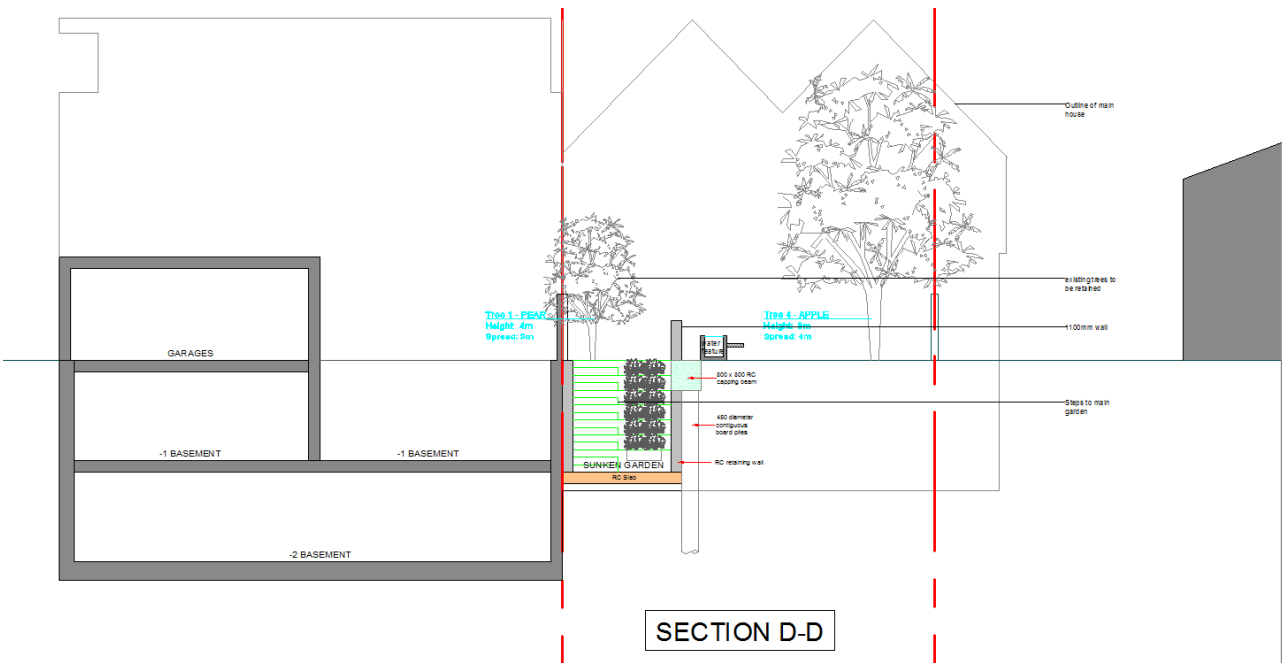 Outline of main
house
existing trees to
be retained
Tree 1 - PEAR
Height: 4m
Spread: 3m
Tree 4 - APPLE
Spread: 4m
1100mm wall
water
feature
GARAGES
800 x 800 RC
capping beam
Steps to main
garden
450 diameter
contiguous
board piles
-1 BASEMENT
-1 BASEMENT
SUNKEN GARDEN
RC retaining wall
RC Slab
-2 BASEMENT
SECTION D-D